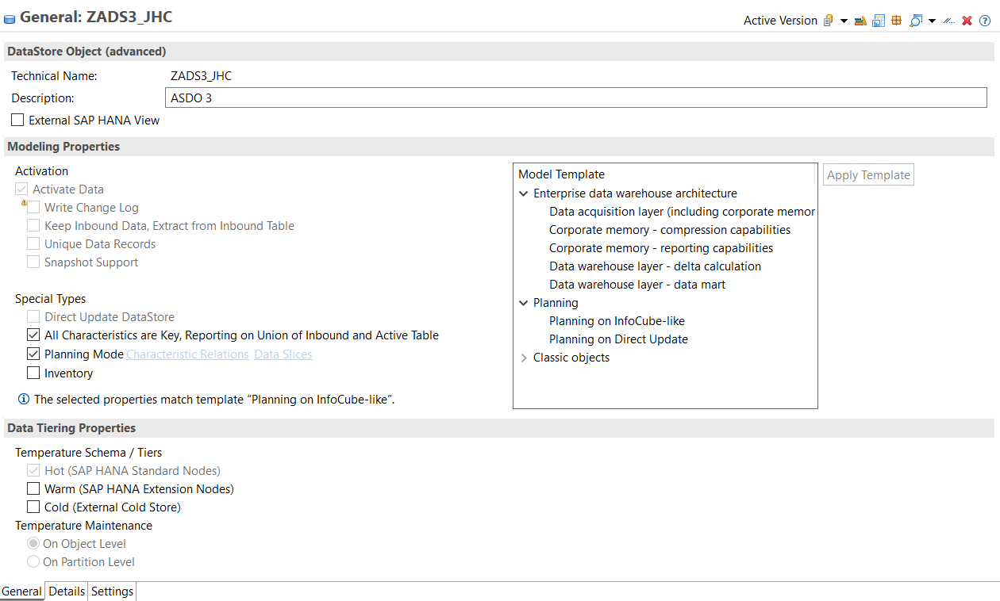 General: ZADS3_JHC
Active Version
DataStore Object (advanced)
Technical Name: ZADS3_JHC
Description: ASDO 3
External SAP HANA View
Modeling Properties
Activation
Activate Data
Write Change Log
Keep Inbound Data, Extract from Inbound Table
Unique Data Records
Snapshot Support
Special Types
Direct Update DataStore
All Characteristics are Key, Reporting on Union of Inbound and Active Table
Planning Mode Characteristic Relations Data Slices
Inventory
The selected properties match template “Planning on InfoCube-like”.
Model Template
Enterprise data warehouse architecture
Data acquisition layer (including corporate memor
Corporate memory - compression capabilities
Corporate memory - reporting capabilities
Data warehouse layer - delta calculation
Data warehouse layer - data mart
Planning
Planning on InfoCube-like
Planning on Direct Update
Classic objects
Apply Template
Data Tiering Properties
Temperature Schema / Tiers
Hot (SAP HANA Standard Nodes)
Warm (SAP HANA Extension Nodes)
Cold (External Cold Store)
Temperature Maintenance
On Object Level
On Partition Level
General Details Settings